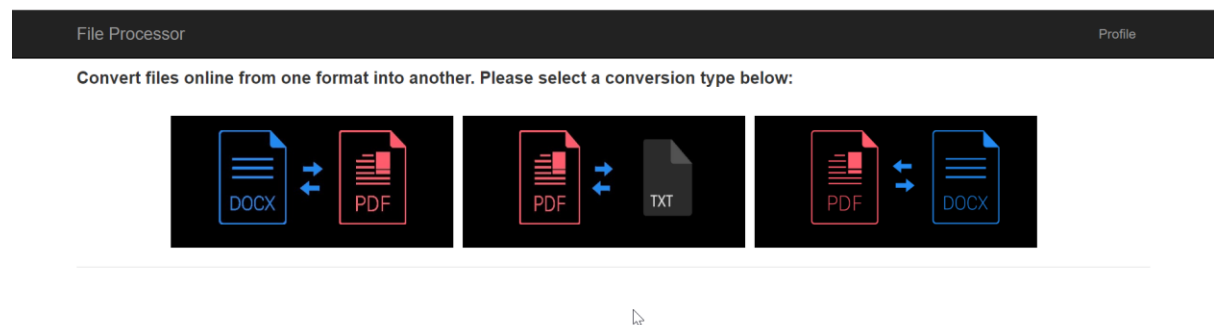 File Processor
Profile
Convert files online from one format into another. Please select a conversion type below:
DOCX PDF
PDF TXT
PDF DOCX